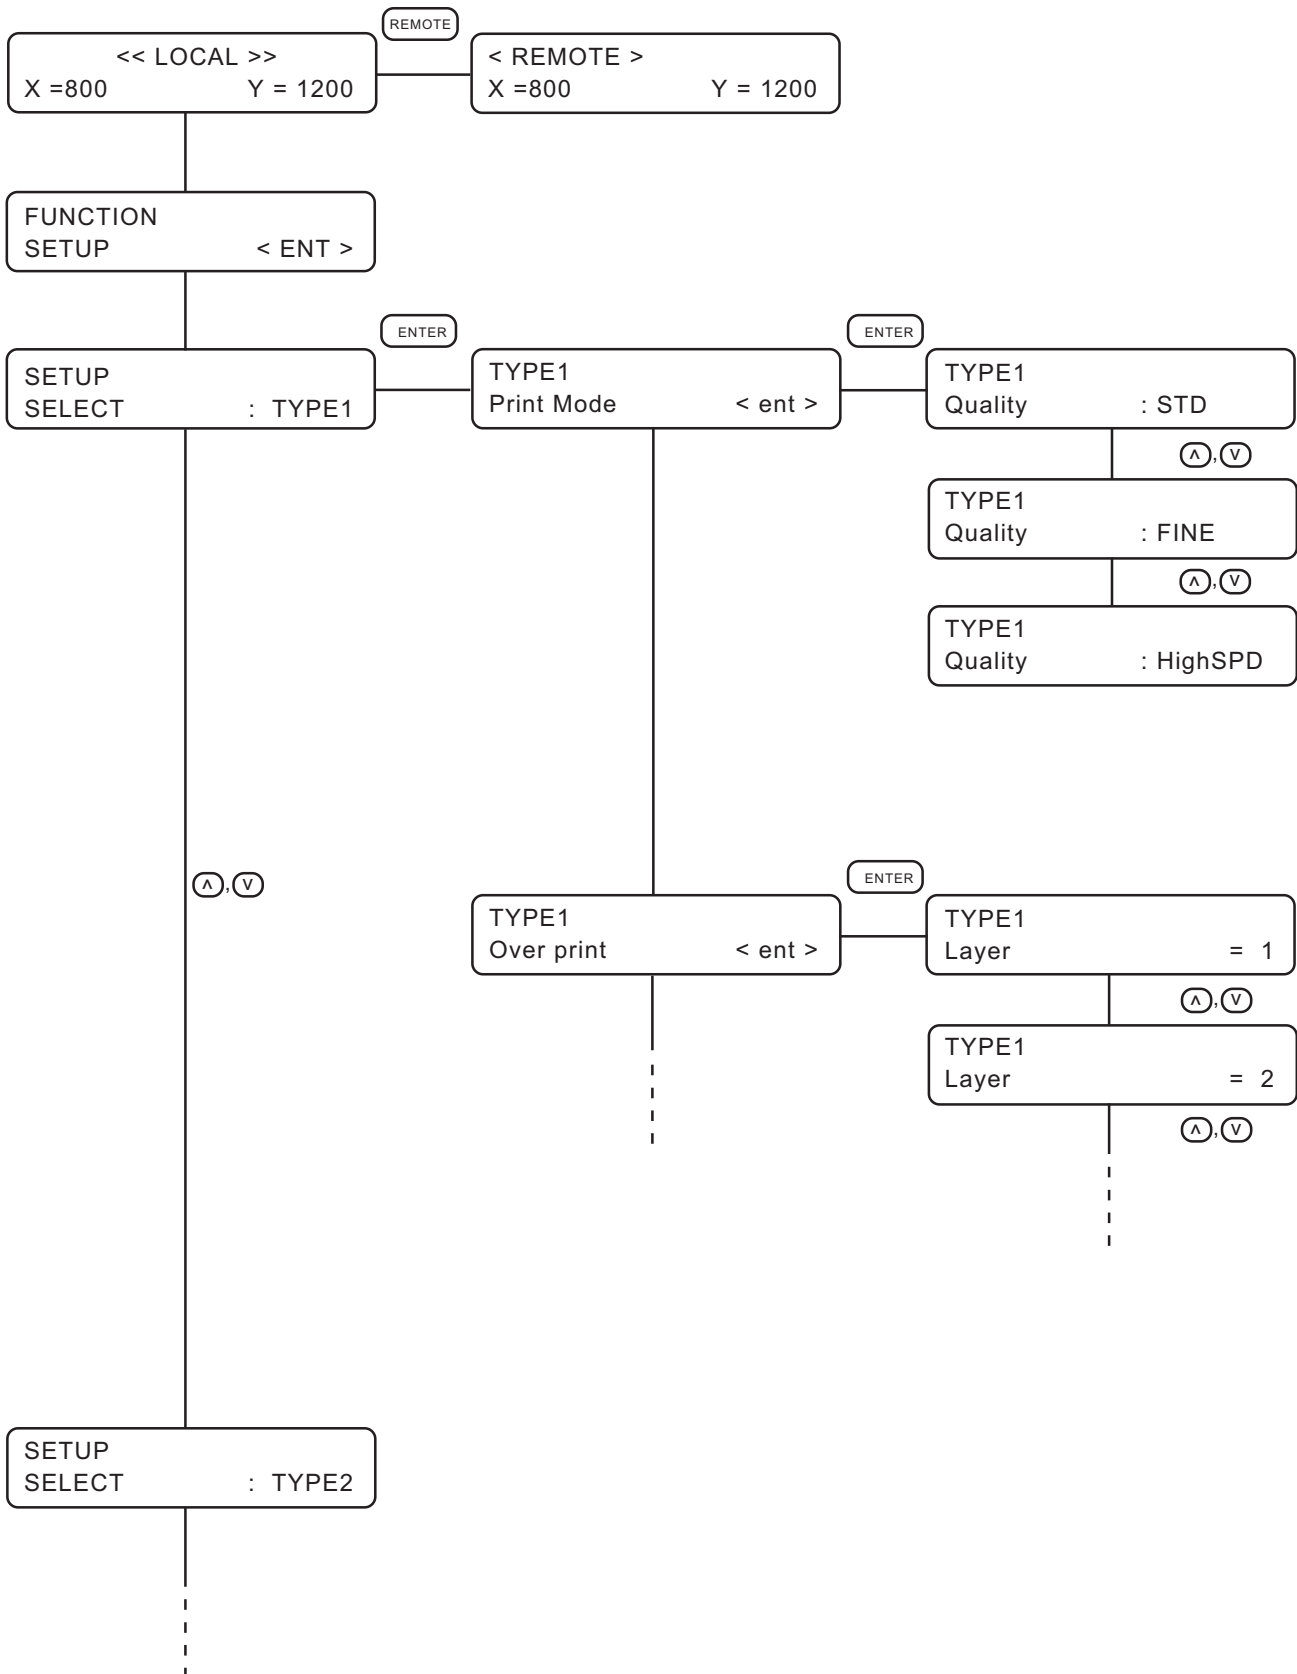 REMOTE
<< LOCAL >>
X =800 Y = 1200
< REMOTE >
X =800 Y = 1200
FUNCTION
SETUP < ENT >
ENTER
ENTER
SETUP
SELECT : TYPE1
TYPE1
Print Mode < ent >
TYPE1
Quality : STD
^,v
TYPE1
Quality : FINE
^,v
TYPE1
Quality : HighSPD
^,v
ENTER
TYPE1
Over print < ent >
TYPE1
Layer = 1
^,v
TYPE1
Layer = 2
^,v
SETUP
SELECT : TYPE2